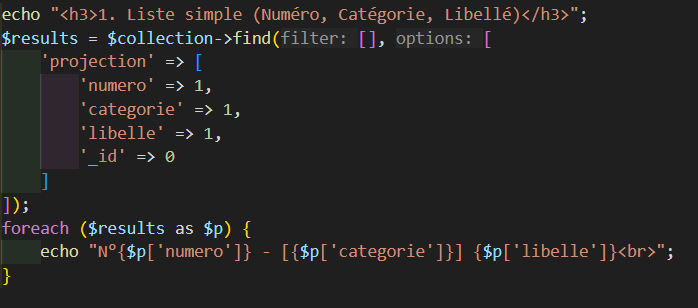 echo "<h3>1. Liste simple (Numéro, Catégorie, Libellé)</h3>";
$results = $collection->find(filter: [], options: [
    'projection' => [
        'numero' => 1,
        'categorie' => 1,
        'libelle' => 1,
        '_id' => 0
    ]
]);
foreach ($results as $p) {
    echo "N°{$p['numero']} - [{$p['categorie']}] {$p['libelle']}<br>";
}